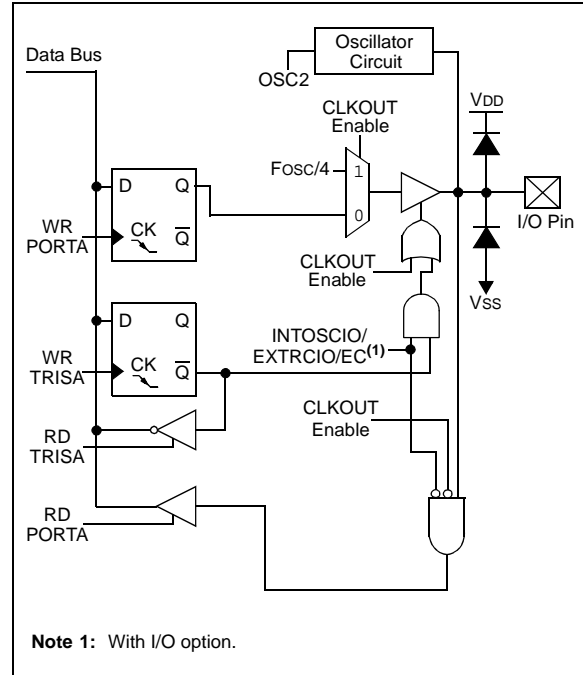 Oscillator
Circuit
Data Bus
OSC2
CLKOUT
Enable
VDD
FOSC/4
1
0
D Q
CK
Q
WR
PORTA
I/O Pin
CLKOUT
Enable
VSS
D Q
CK
Q
WR
TRISA
INTOSCIO/
EXTRCIO/EC(1)
CLKOUT
Enable
RD
TRISA
RD
PORTA
Note 1: With I/O option.